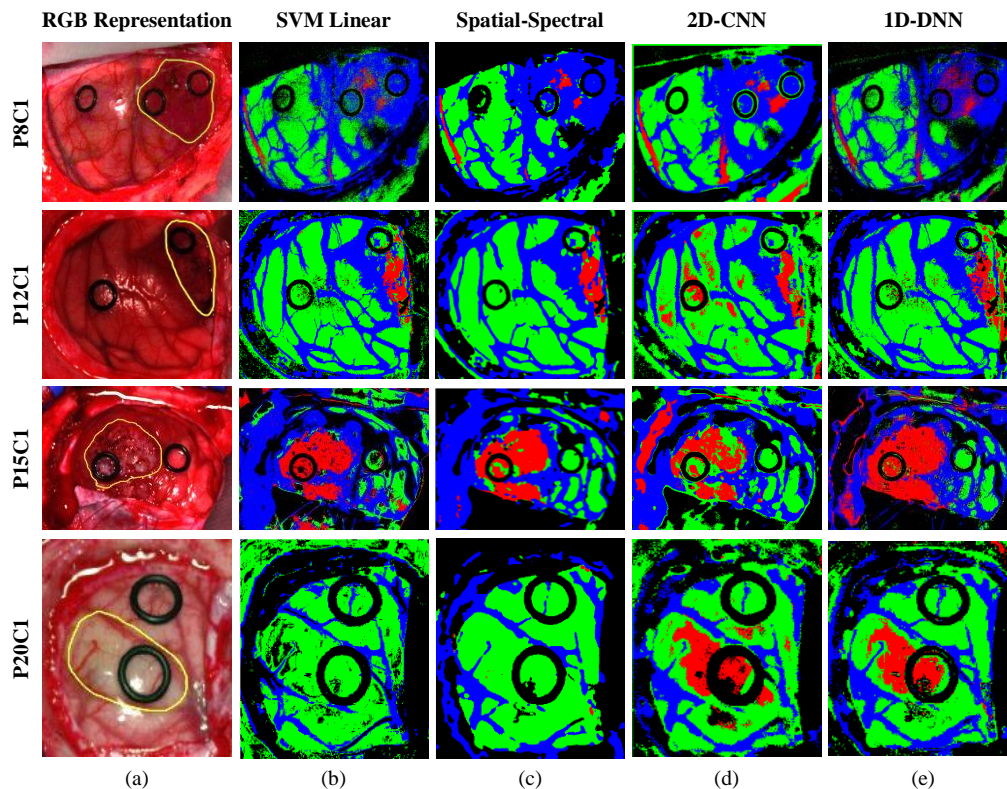 RGB Representation SVM Linear Spatial-Spectral 2D-CNN 1D-DNN
P8C1
P12C1
P15C1
P20C1
(a) (b) (c) (d) (e)